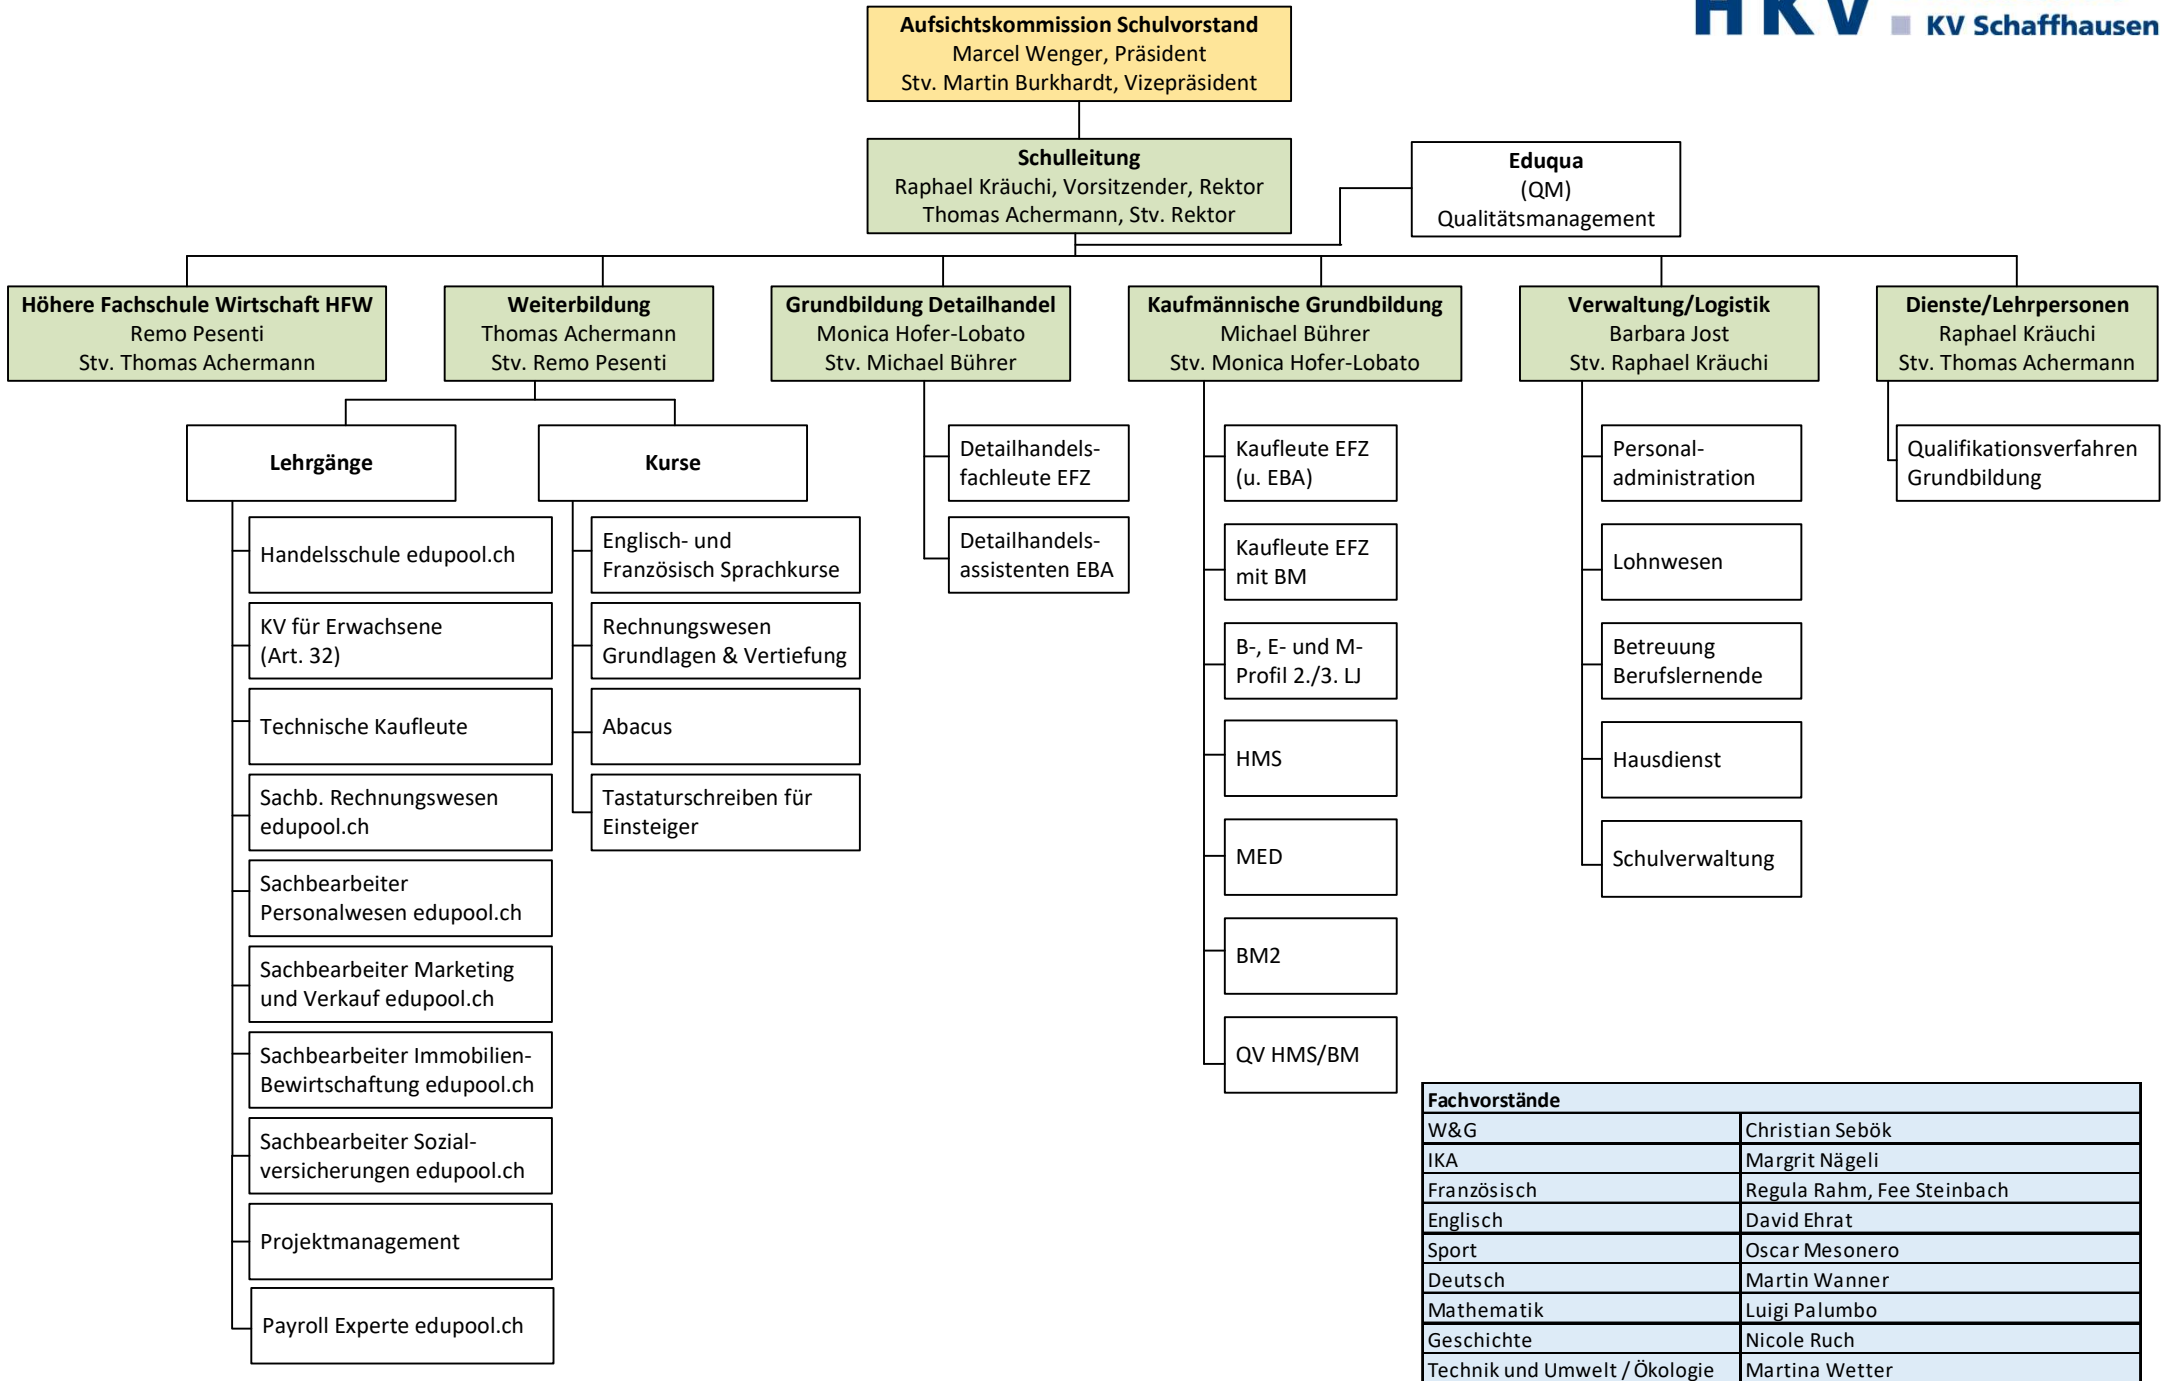 HKV
KV Schaffhausen
Aufsichtskommission Schulvorstand
Marcel Wenger, Präsident
Stv. Martin Burkhardt, Vizepräsident
Schulleitung
Raphael Kräuchi, Vorsitzender, Rektor
Thomas Achermann, Stv. Rektor
Eduqua
(QM)
Qualitätsmanagement
Höhere Fachschule Wirtschaft HFW
Remo Pesenti
Stv. Thomas Achermann
Weiterbildung
Thomas Achermann
Stv. Remo Pesenti
Grundbildung Detailhandel
Monica Hofer-Lobato
Stv. Michael Bührer
Kaufmännische Grundbildung
Michael Bührer
Stv. Monica Hofer-Lobato
Verwaltung/Logistik
Barbara Jost
Stv. Raphael Kräuchi
Dienste/Lehrpersonen
Raphael Kräuchi
Stv. Thomas Achermann
Lehrgänge
Handelsschule edupool.ch
KV für Erwachsene
(Art. 32)
Technische Kaufleute
Sachb. Rechnungswesen
edupool.ch
Sachbearbeiter
Personalwesen edupool.ch
Sachbearbeiter Marketing
und Verkauf edupool.ch
Sachbearbeiter Immobilien-
Bewirtschaftung edupool.ch
Sachbearbeiter Sozial-
versicherungen edupool.ch
Projektmanagement
Payroll Experte edupool.ch
Kurse
Englisch- und
Französisch Sprachkurse
Rechnungswesen
Grundlagen & Vertiefung
Abacus
Tastaturschreiben für
Einsteiger
Detailhandels-
fachleute EFZ
Detailhandels-
assistenten EBA
Kaufleute EFZ
(u. EBA)
Kaufleute EFZ
mit BM
B-, E- und M-
Profil 2./3. LJ
HMS
MED
BM2
QV HMS/BM
Personal-
administration
Lohnwesen
Betreuung
Berufslernende
Hausdienst
Schulverwaltung
Qualifikationsverfahren
Grundbildung
Fachvorstände
W&G Christian Sebök
IKA Margrit Nägeli
Französisch Regula Rahm, Fee Steinbach
Englisch David Ehrat
Sport Oscar Mesonero
Deutsch Martin Wanner
Mathematik Luigi Palumbo
Geschichte Nicole Ruch
Technik und Umwelt / Ökologie Martina Wetter